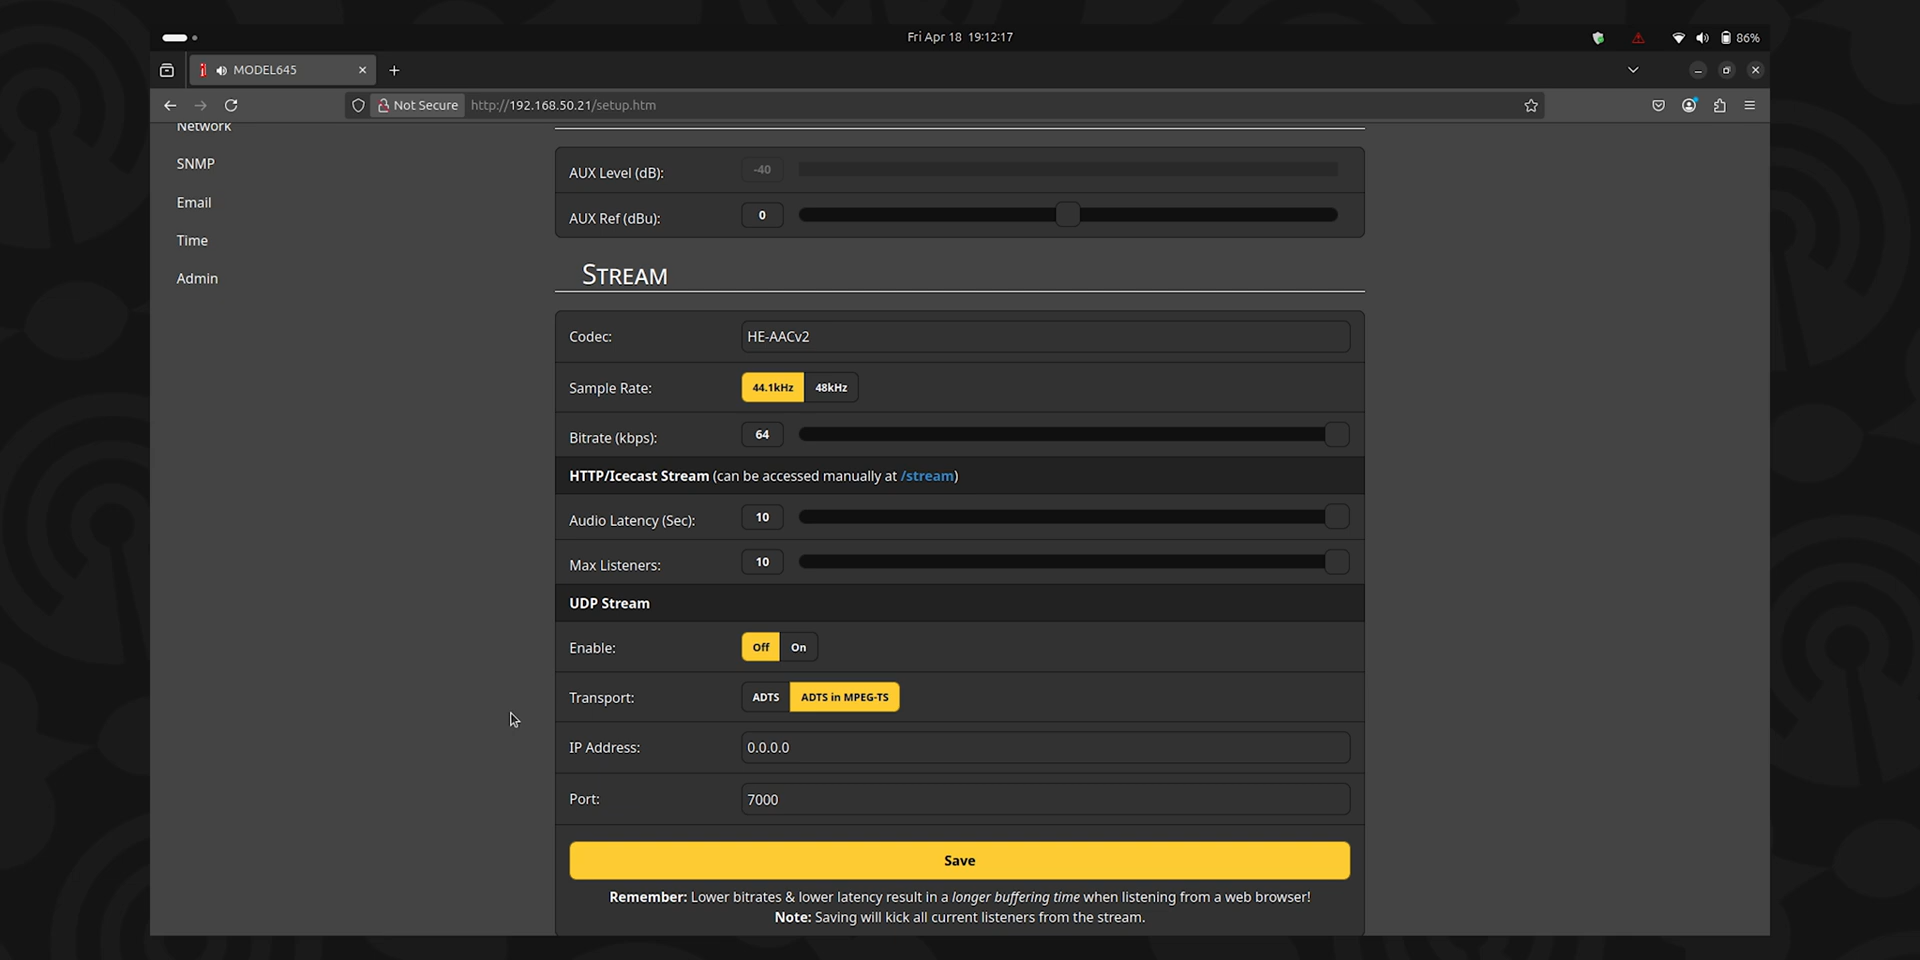 Fri Apr 18 19:12:17
86%
MODEL645
Not Secure http://192.168.50.21/setup.htm
Network
SNMP
Email
Time
Admin
AUX Level (dB): -40
AUX Ref (dBu): 0
STREAM
Codec: HE-AACv2
Sample Rate: 44.1kHz 48kHz
Bitrate (kbps): 64
HTTP/Icecast Stream (can be accessed manually at /stream)
Audio Latency (Sec): 10
Max Listeners: 10
UDP Stream
Enable: Off On
Transport: ADTS ADTS in MPEG-TS
IP Address: 0.0.0.0
Port: 7000
Save
Remember: Lower bitrates & lower latency result in a longer buffering time when listening from a web browser!
Note: Saving will kick all current listeners from the stream.